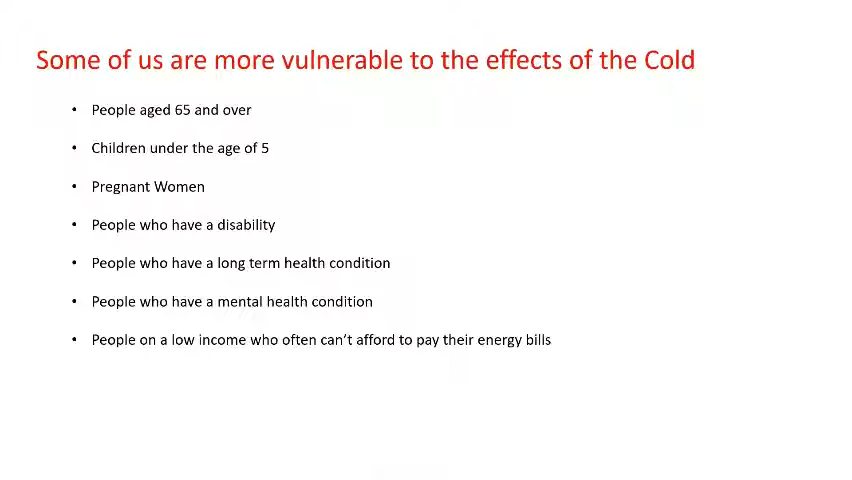 Some of us are more vulnerable to the effects of the Cold
• People aged 65 and over
• Children under the age of 5
• Pregnant Women
• People who have a disability
• People who have a long term health condition
• People who have a mental health condition
• People on a low income who often can’t afford to pay their energy bills